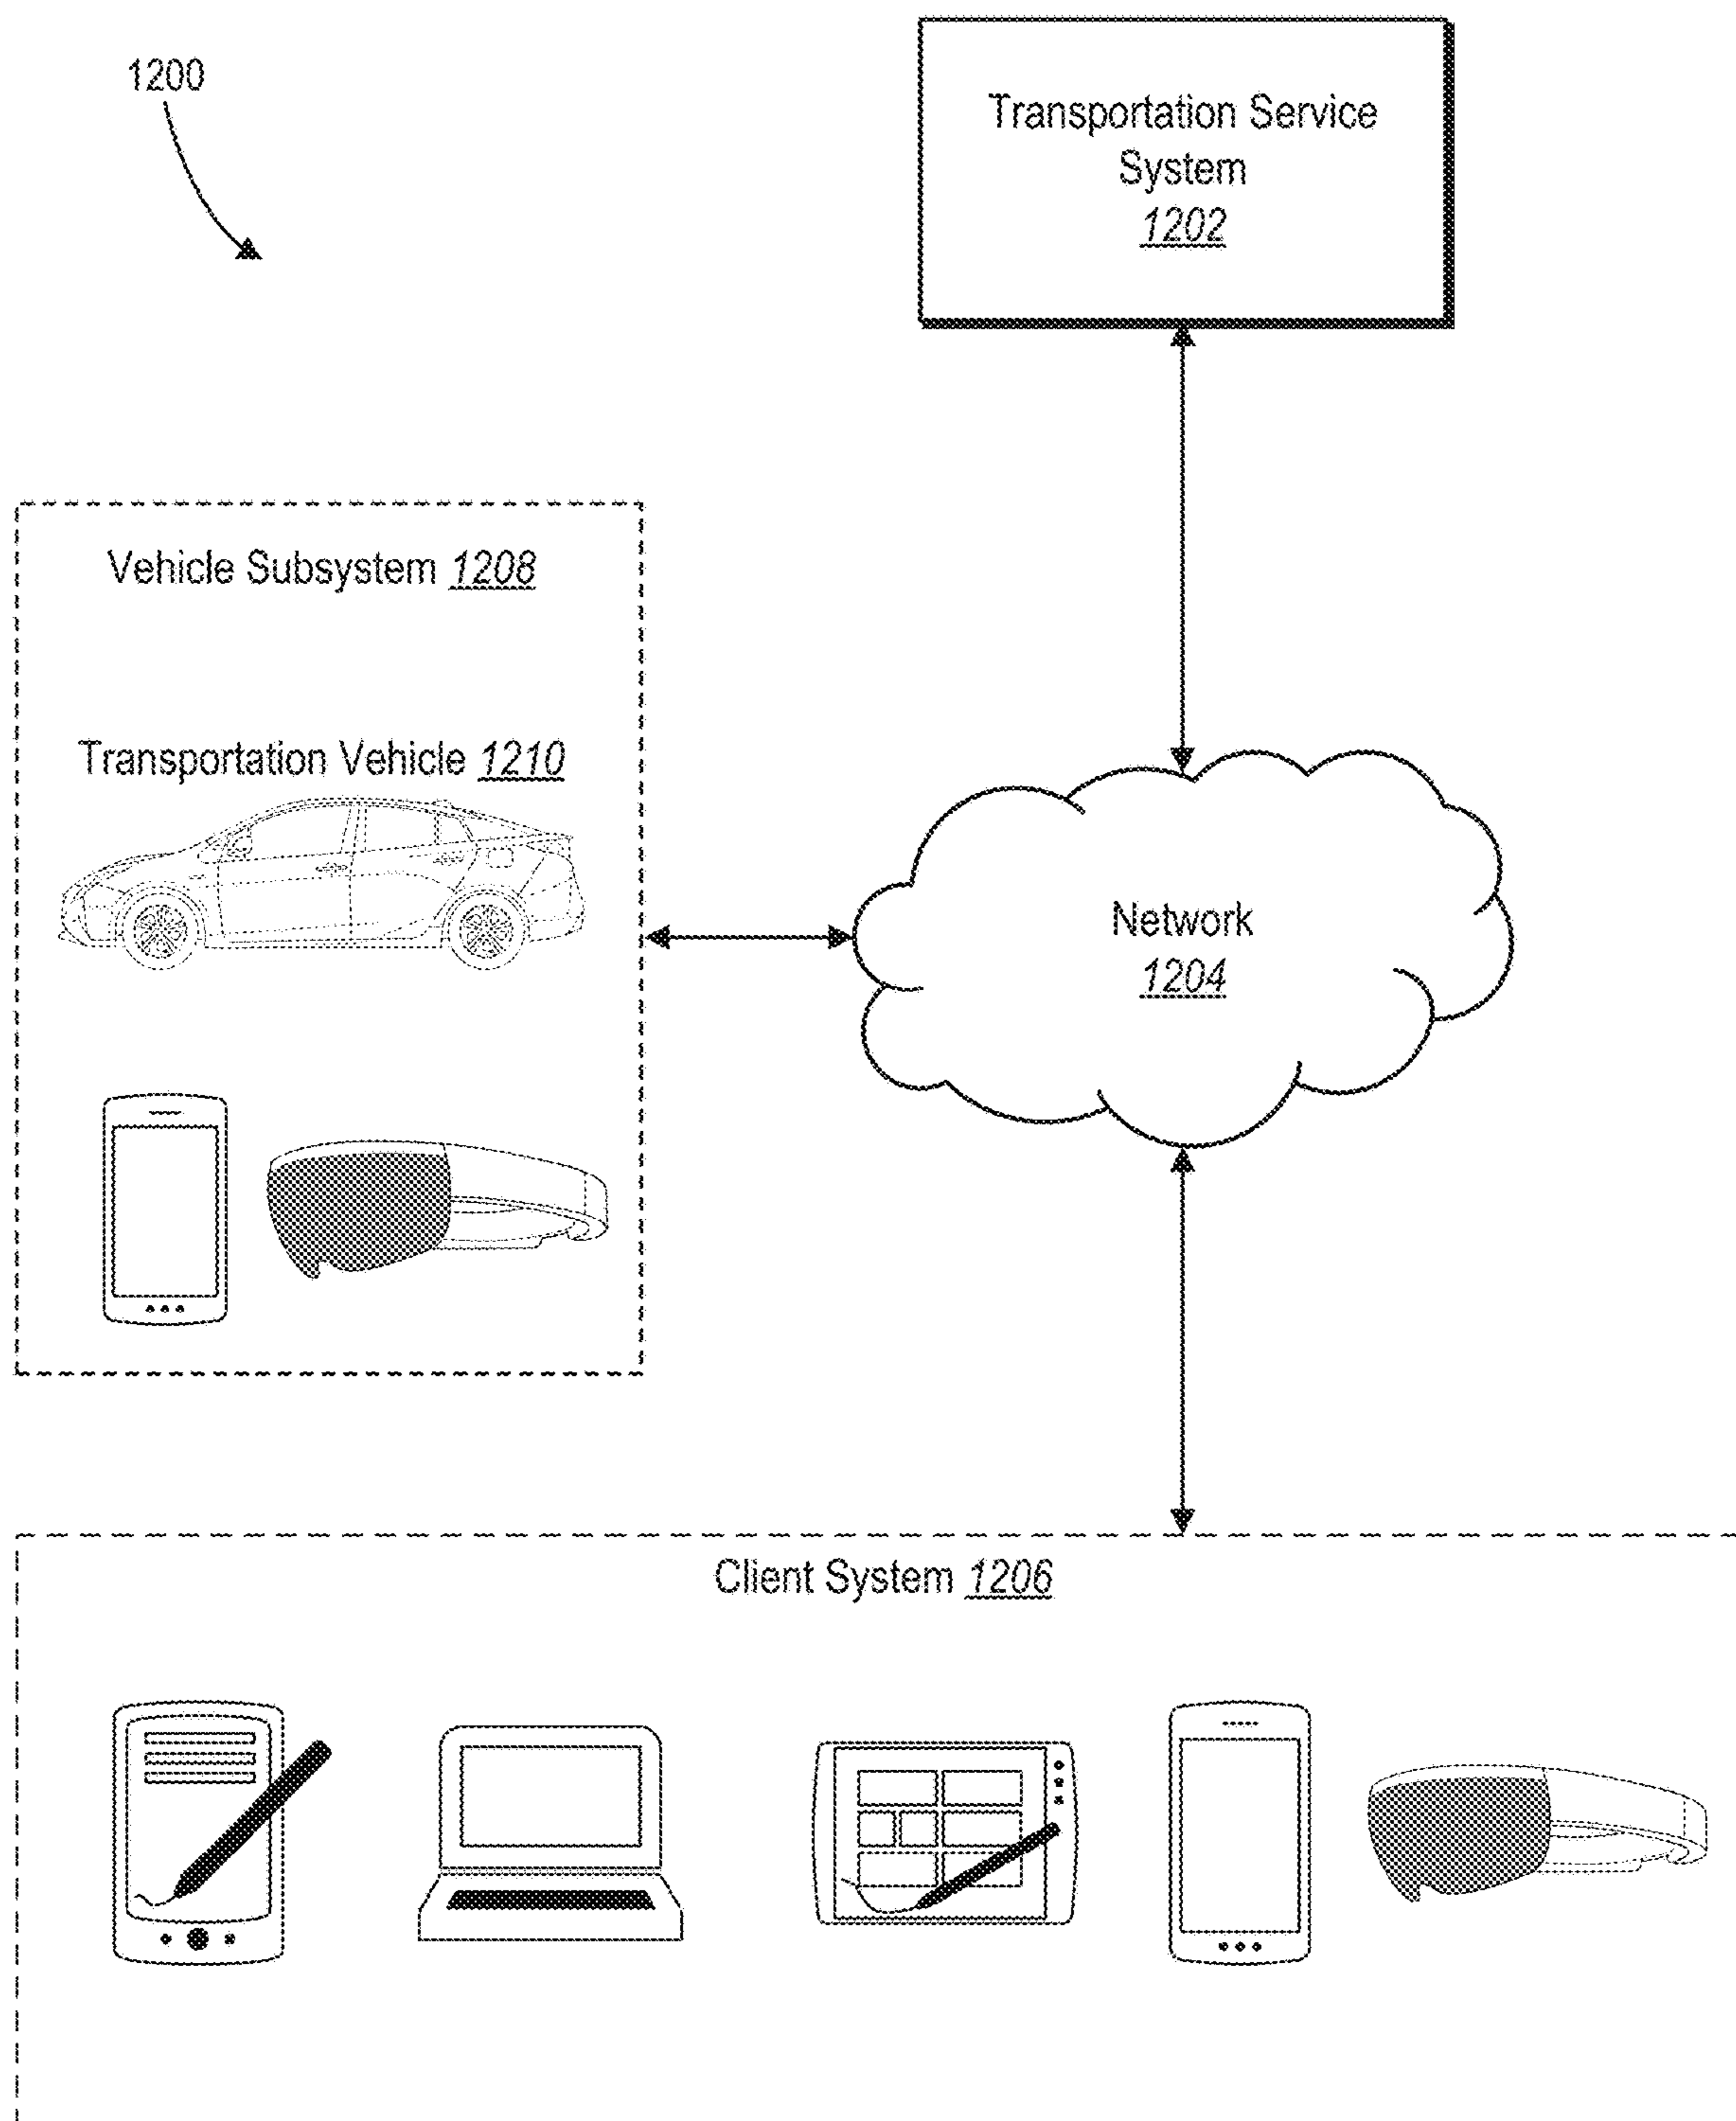 1200
Transportation Service
System
1202
Vehicle Subsystem 1208
Transportation Vehicle 1210
Network
1204
Client System 1206